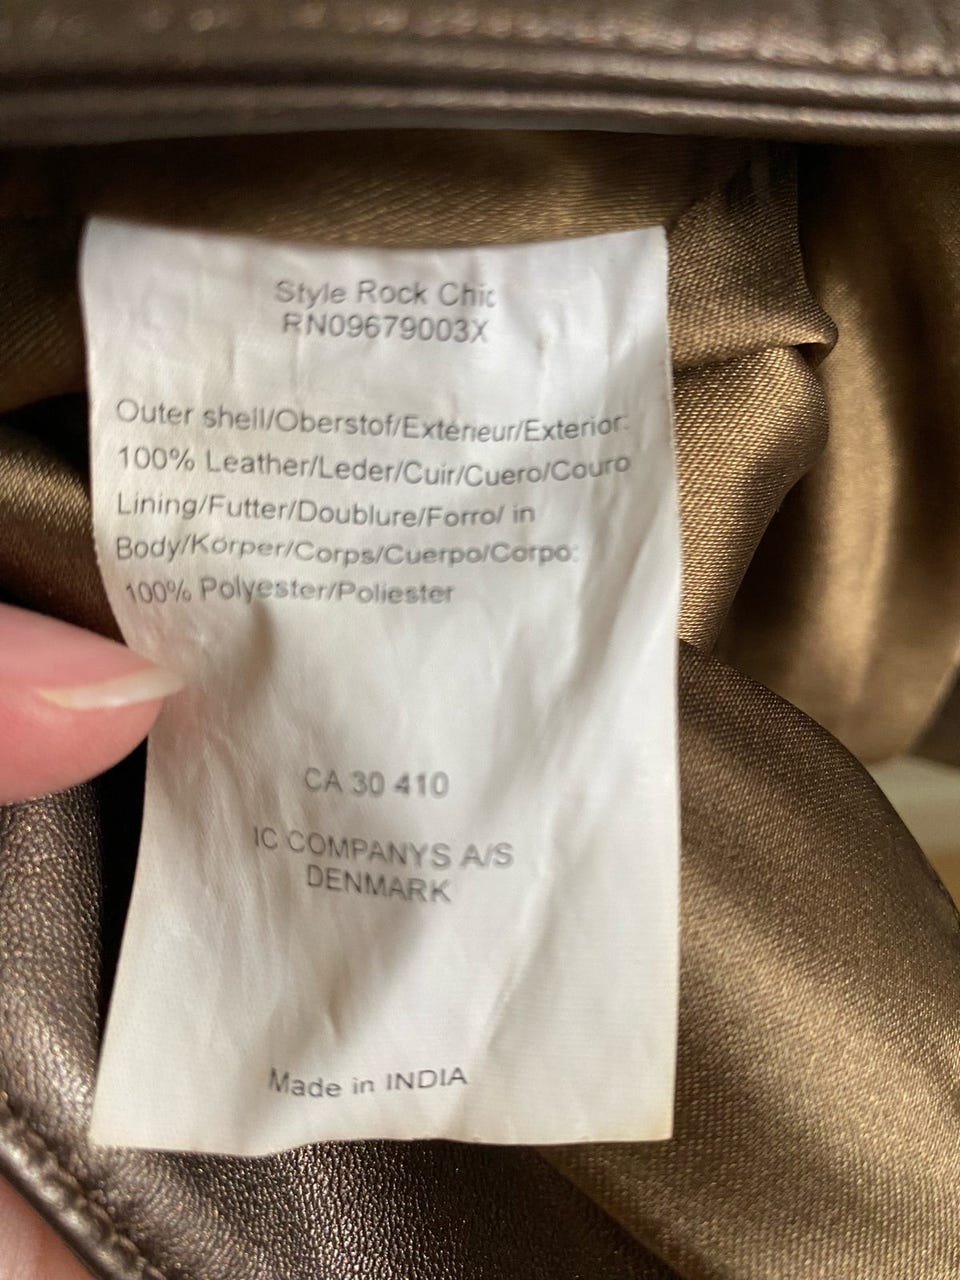 Style Rock Chic
RN09679003X
Outer shell/Oberstof/Exterieur/Exterior:
100% Leather/Leder/Cuir/Cuero/Couro
Lining/Futter/Doublure/Forro/ in
Body/Körper/Corps/Cuerpo/Corpo:
100% Polyester/Poliester
CA 30 410
IC COMPANYS A/S
DENMARK
Made in INDIA